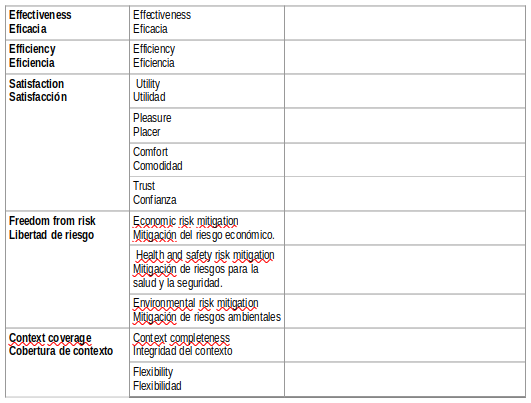 Effectiveness
Eficacia
Effectiveness
Eficacia
Efficiency
Eficiencia
Efficiency
Eficiencia
Satisfaction
Satisfacción
Utility
Utilidad
Pleasure
Placer
Comfort
Comodidad
Trust
Confianza
Freedom from risk
Libertad de riesgo
Economic risk mitigation
Mitigación del riesgo económico.
Health and safety risk mitigation
Mitigación de riesgos para la
salud y la seguridad.
Environmental risk mitigation
Mitigación de riesgos ambientales
Context coverage
Cobertura de contexto
Context completeness
Integridad del contexto
Flexibility
Flexibilidad